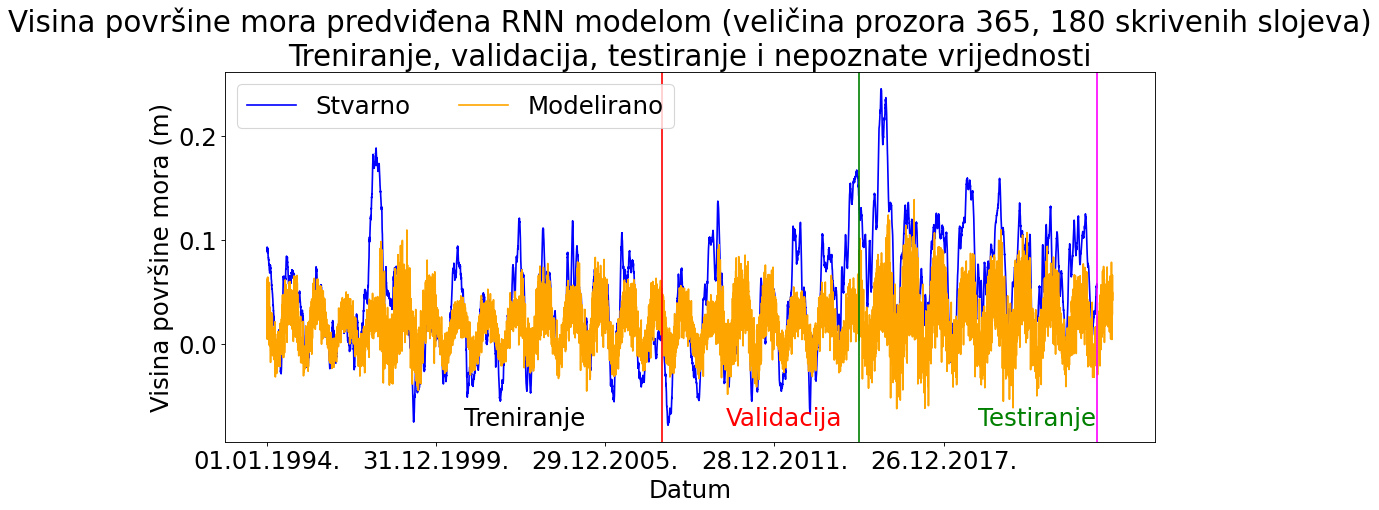 Visina površine mora predviđena RNN modelom (veličina prozora 365, 180 skrivenih slojeva)
Treniranje, validacija, testiranje i nepoznate vrijednosti
Stvarno Modelirano
Visina površine mora (m)
0.2
0.1
0.0
Treniranje Validacija Testiranje
01.01.1994. 31.12.1999. 29.12.2005. 28.12.2011. 26.12.2017.
Datum